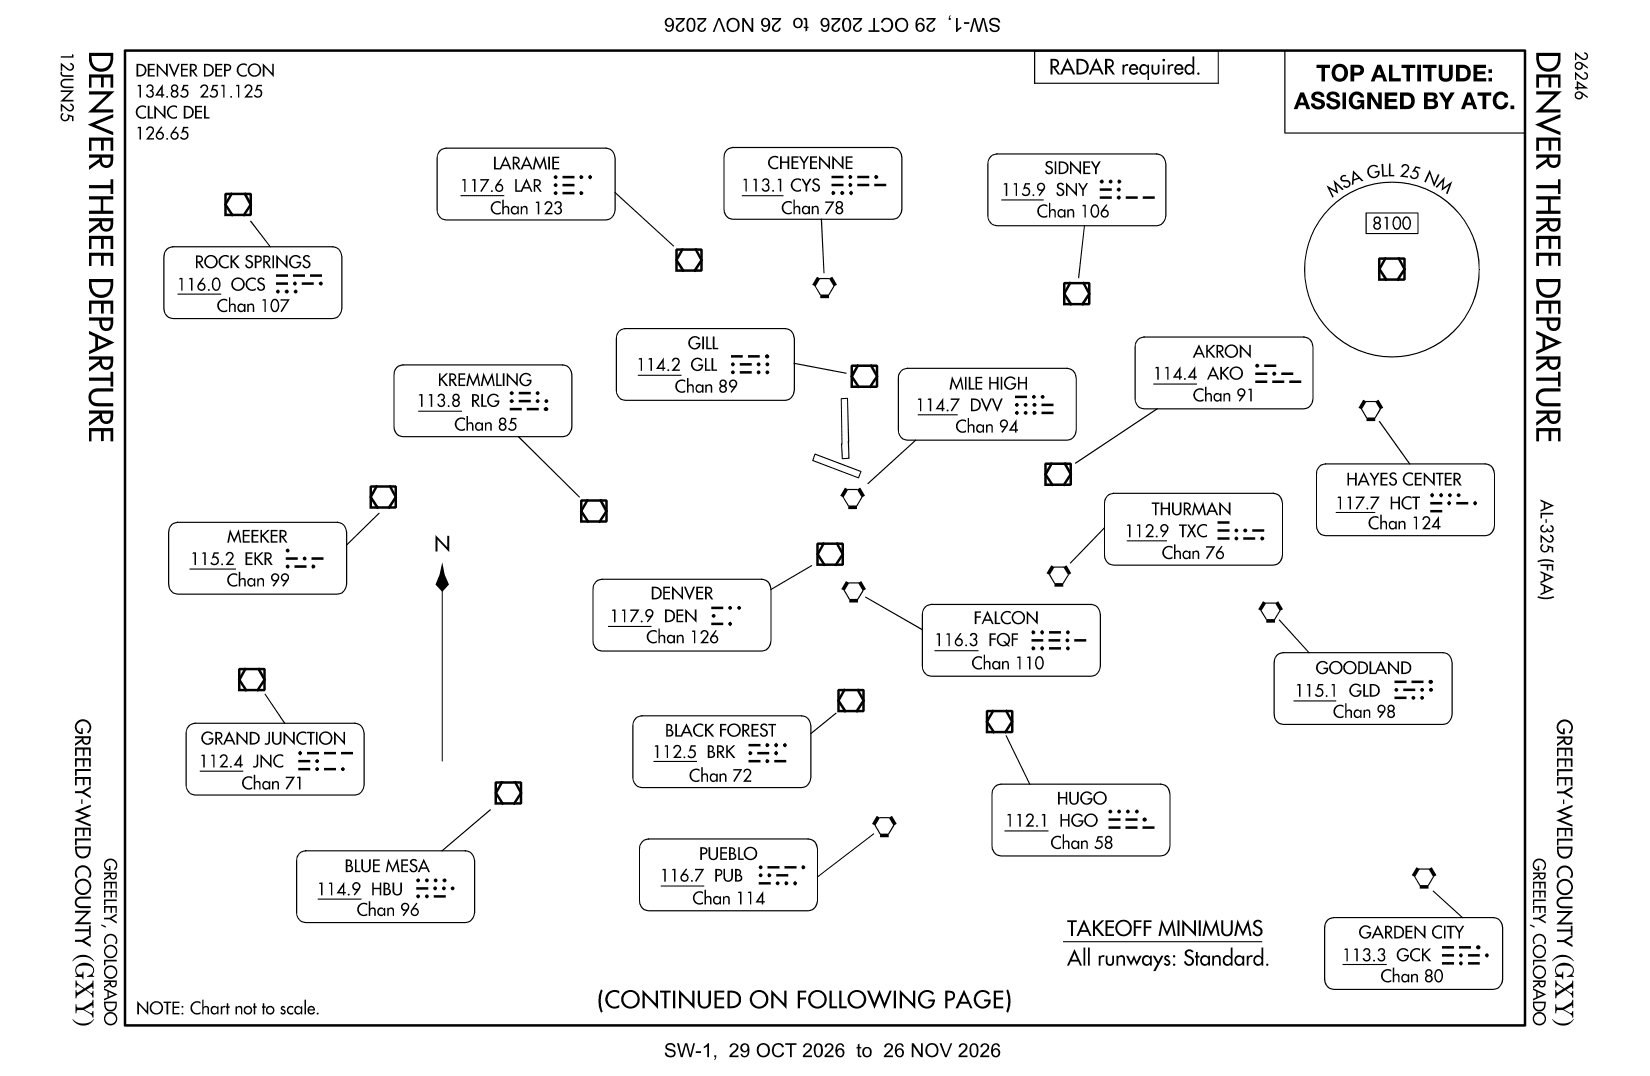 SW-1, 29 OCT 2026 to 26 NOV 2026
DENVER THREE DEPARTURE
12JUN25
DENVER DEP CON
134.85 251.125
CLNC DEL
126.65
RADAR required.
TOP ALTITUDE:
ASSIGNED BY ATC.
DENVER THREE DEPARTURE
26246
LARAMIE
117.6 LAR
Chan 123
CHEYENNE
113.1 CYS
Chan 78
SIDNEY
115.9 SNY
Chan 106
MSA GLL 25 NM
8100
ROCK SPRINGS
116.0 OCS
Chan 107
GILL
114.2 GLL
Chan 89
AKRON
114.4 AKO
Chan 91
KREMMLING
113.8 RLG
Chan 85
MILE HIGH
114.7 DVV
Chan 94
HAYES CENTER
117.7 HCT
Chan 124
THURMAN
112.9 TXC
Chan 76
AL-325 (FAA)
MEEKER
115.2 EKR
Chan 99
N
DENVER
117.9 DEN
Chan 126
FALCON
116.3 FQF
Chan 110
GOODLAND
115.1 GLD
Chan 98
GRAND JUNCTION
112.4 JNC
Chan 71
BLACK FOREST
112.5 BRK
Chan 72
HUGO
112.1 HGO
Chan 58
BLUE MESA
114.9 HBU
Chan 96
PUEBLO
116.7 PUB
Chan 114
TAKEOFF MINIMUMS
All runways: Standard.
GARDEN CITY
113.3 GCK
Chan 80
GREELEY, COLORADO
GREELEY-WELD COUNTY (GXY)
GREELEY-WELD COUNTY (GXY)
GREELEY, COLORADO
NOTE: Chart not to scale.
(CONTINUED ON FOLLOWING PAGE)
SW-1, 29 OCT 2026 to 26 NOV 2026